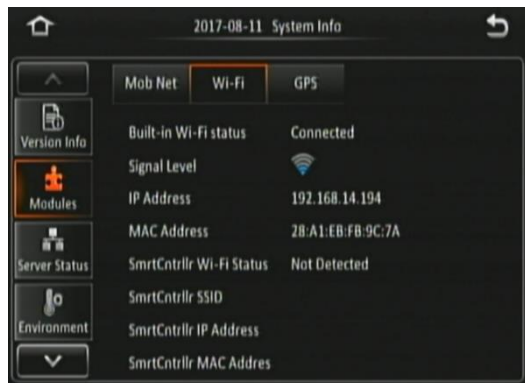 2017-08-11 System Info
Mob Net Wi-Fi GPS
Version Info
Modules
Server Status
Environment
Built-in Wi-Fi status Connected
Signal Level
IP Address 192.168.14.194
MAC Address 28:A1:EB:FB:9C:7A
SmrtCntrllr Wi-Fi Status Not Detected
SmrtCntrllr SSID
SmrtCntrllr IP Address
SmrtCntrllr MAC Addres